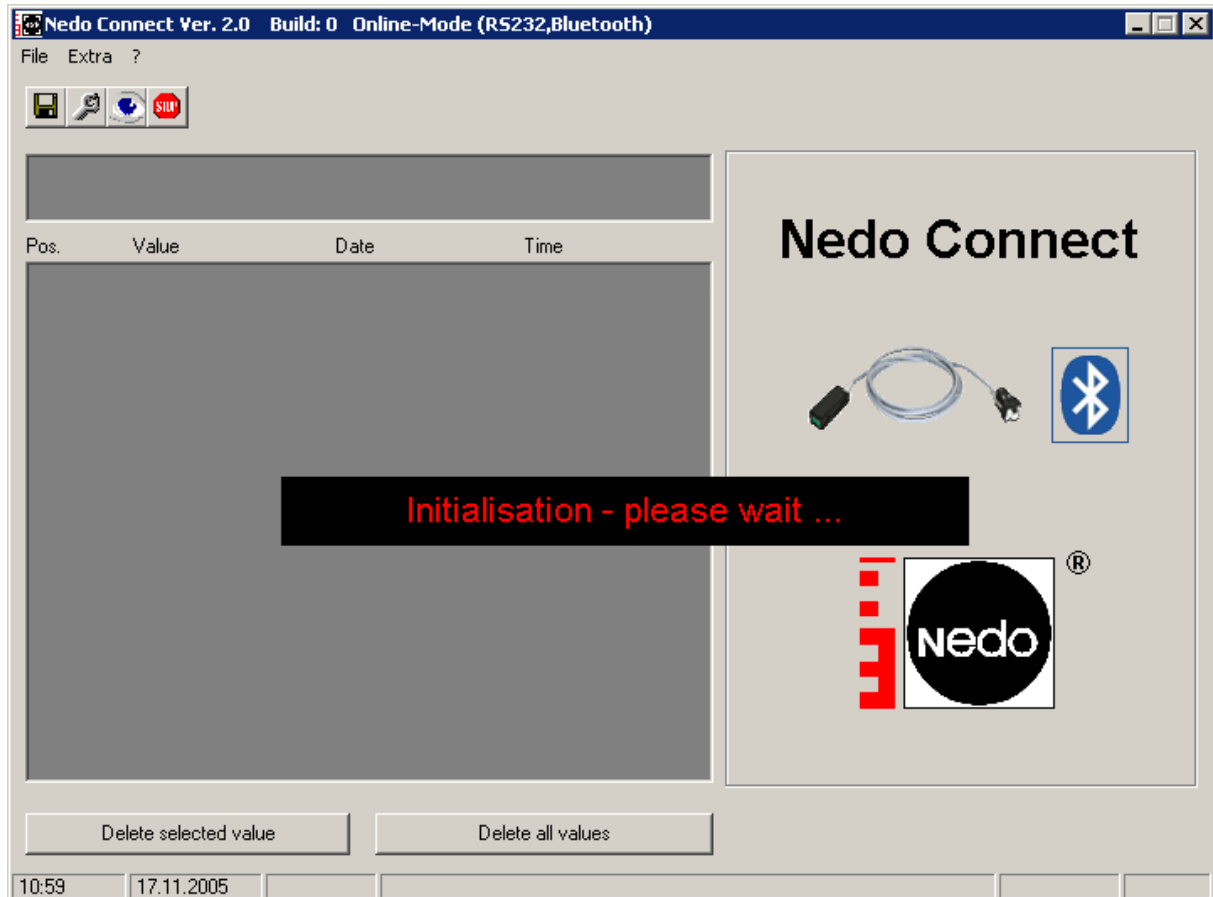 Nedo Connect Ver. 2.0 Build: 0 Online-Mode (RS232,Bluetooth)
File Extra ?
STOP
Pos. Value Date Time
Nedo Connect
Initialisation - please wait ...
®
Nedo
Delete selected value Delete all values
10:59 17.11.2005